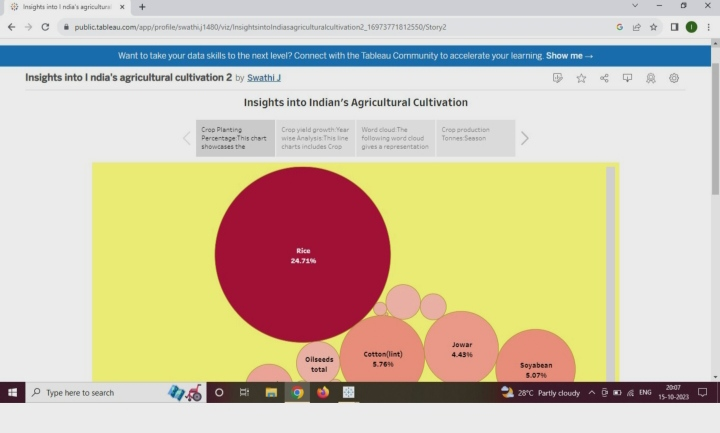 Insights into I ndia's agricultural
public.tableau.com/app/profile/swathi.j1480/viz/InsightsintoIndiasagriculturalcultivation2_16973771812550/Story2
Want to take your data skills to the next level? Connect with the Tableau Community to accelerate your learning. Show me →
Insights into I ndia's agricultural cultivation 2 by Swathi J
Insights into Indian's Agricultural Cultivation
Crop Planting
Percentage:This chart
showcases the
Crop yield growth:Year
wise Analysis:This line
charts includes Crop
Word cloud:The
following word cloud
gives a representation
Crop production
Tonnes:Season
Rice
24.71%
Oilseeds
total
Cotton(lint)
5.76%
Jowar
4.43%
Soyabean
5.07%
Type here to search
28°C Partly cloudy
ENG
20:07
15-10-2023